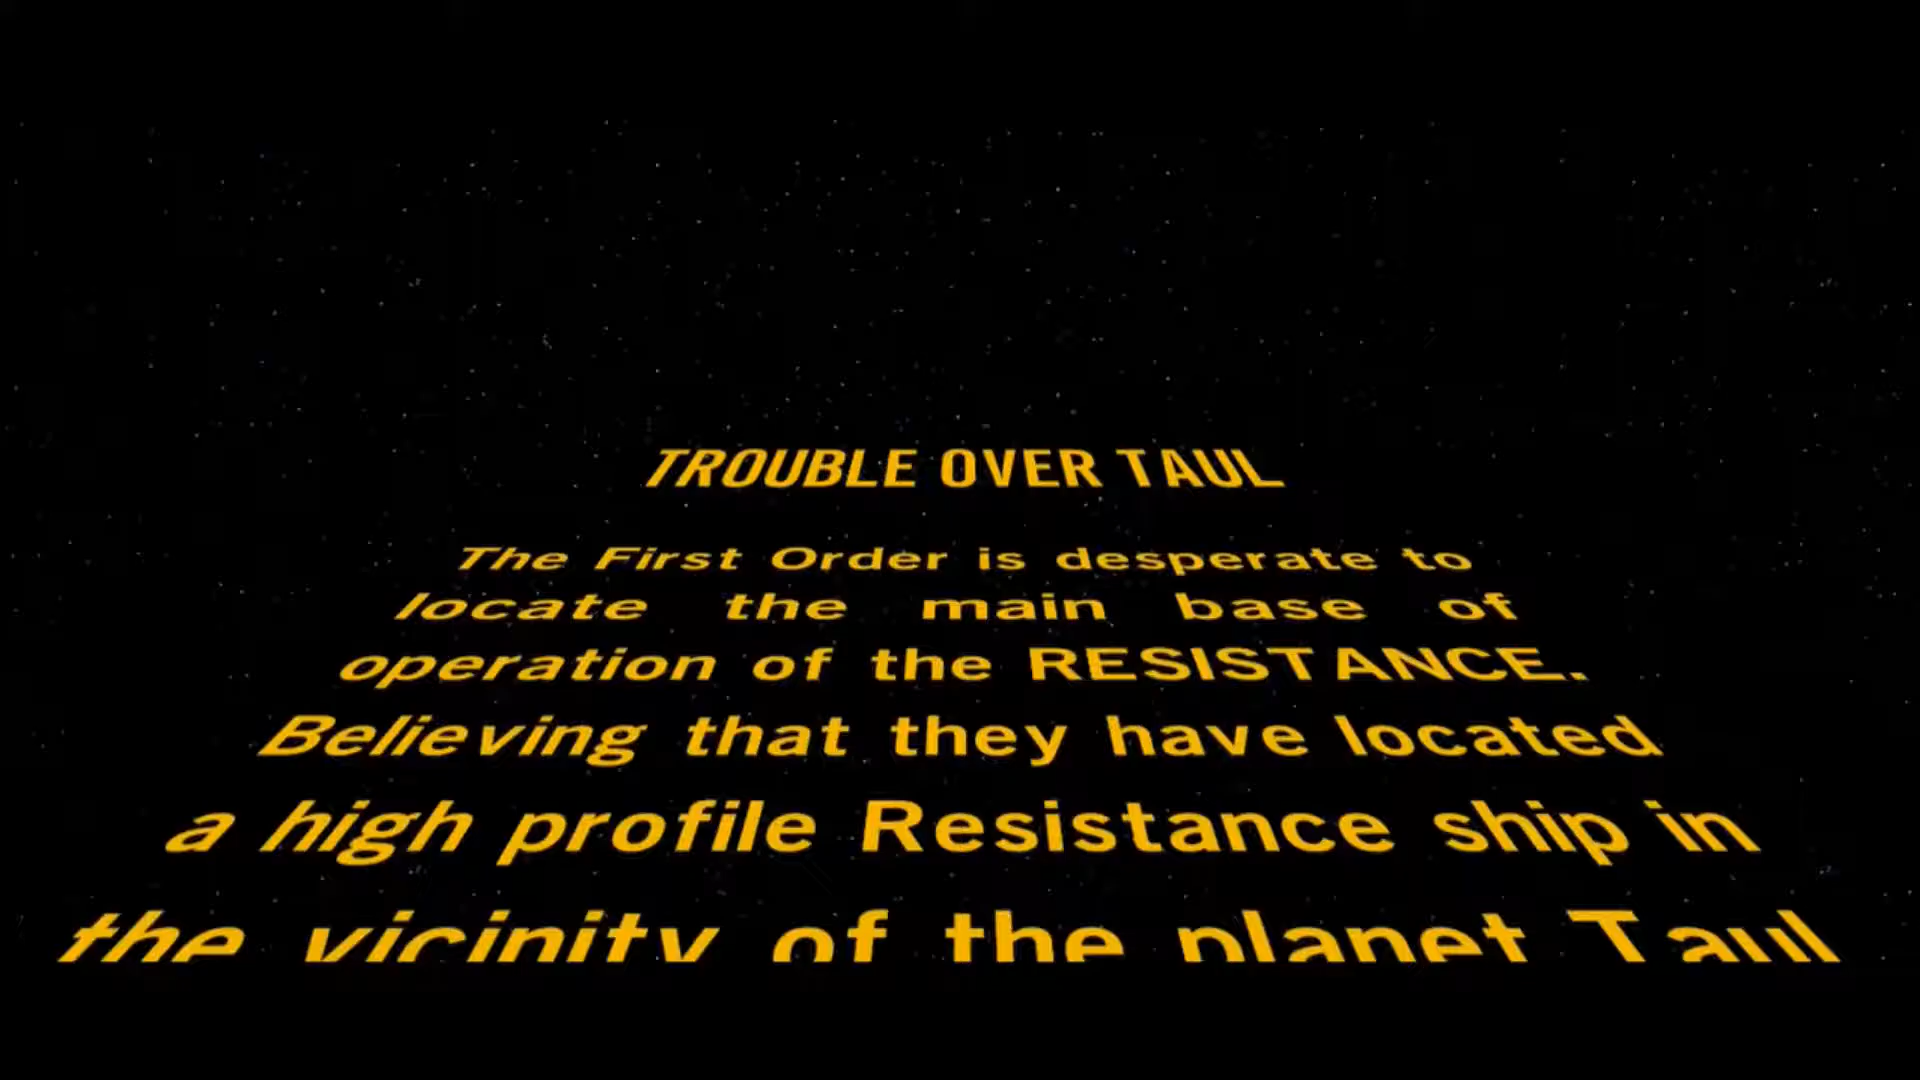 TROUBLE OVER TAUL
The First Order is desperate to
locate the main base of
operation of the RESISTANCE.
Believing that they have located
a high profile Resistance ship in
the vicinity of the planet Taul